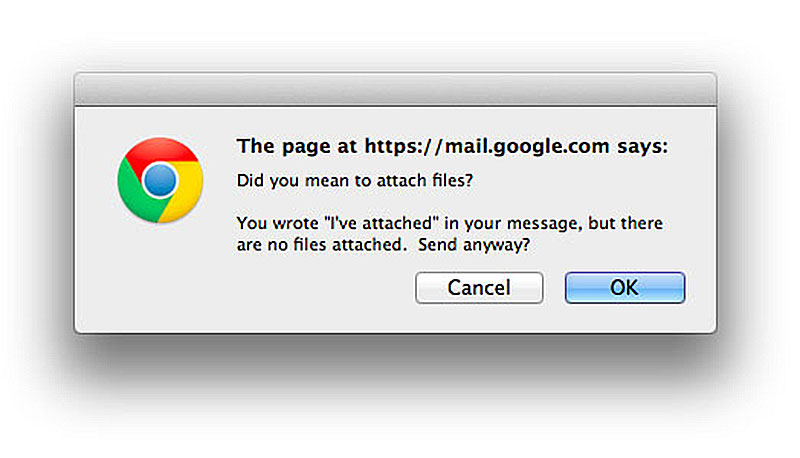 The page at https://mail.google.com says:
Did you mean to attach files?
You wrote "I've attached" in your message, but there
are no files attached.  Send anyway?
Cancel OK